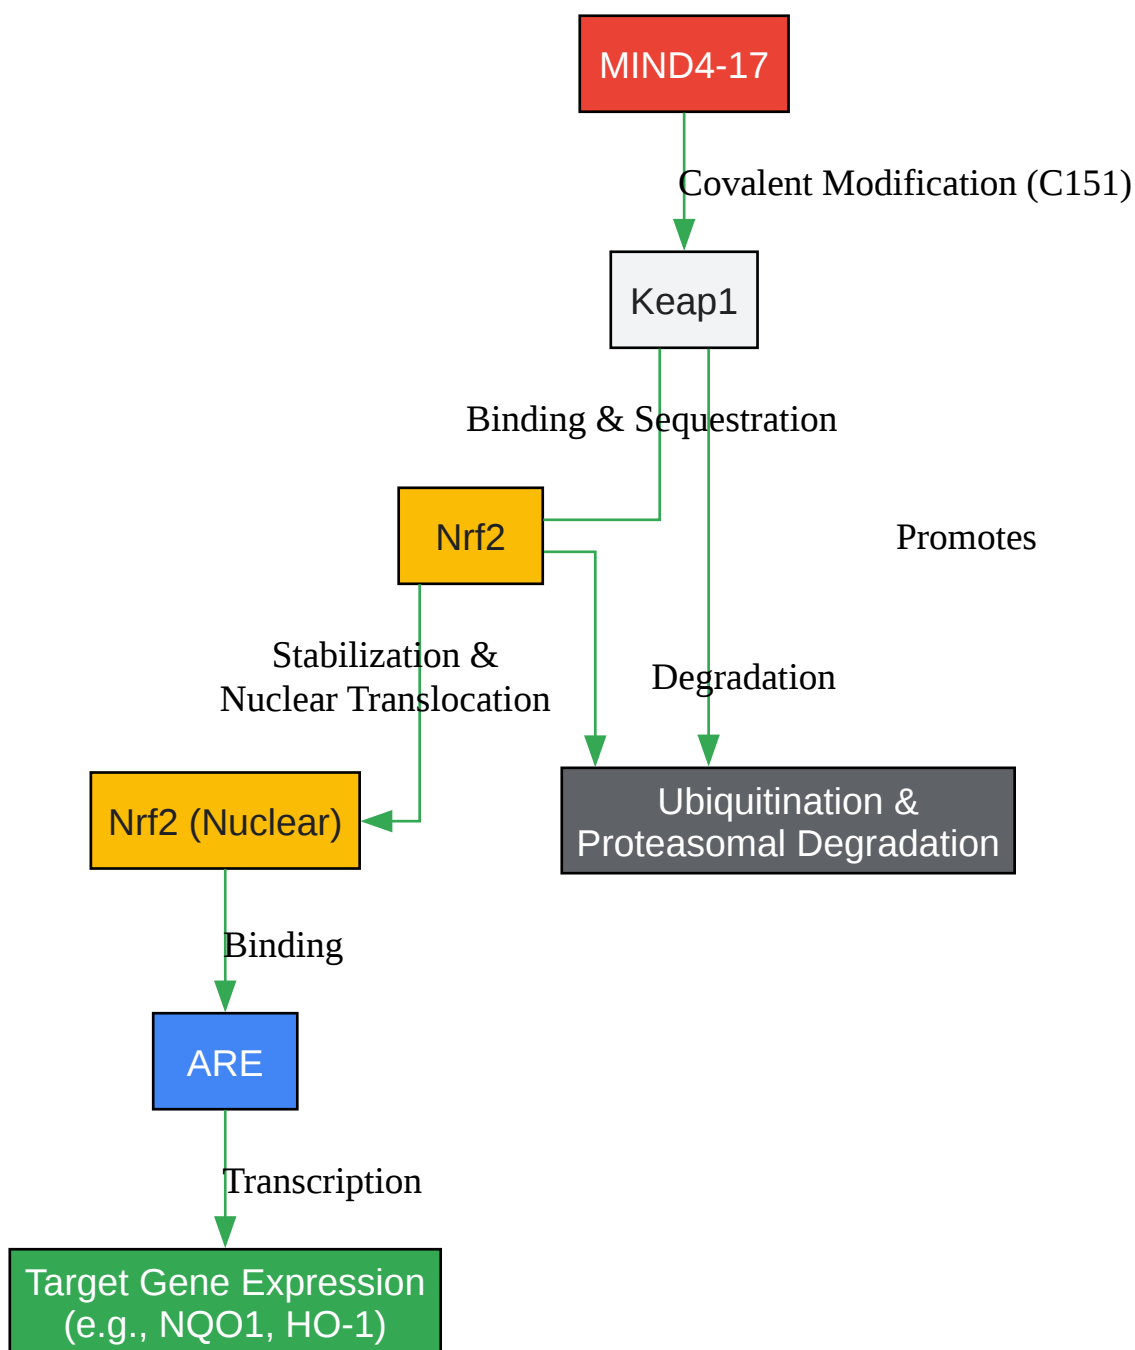 MIND4-17
Covalent Modification (C151)
Keap1
Binding & Sequestration
Nrf2
Promotes
Stabilization &
Nuclear Translocation
Degradation
Nrf2 (Nuclear)
Ubiquitination &
Proteasomal Degradation
Binding
ARE
Transcription
Target Gene Expression
(e.g., NQO1, HO-1)